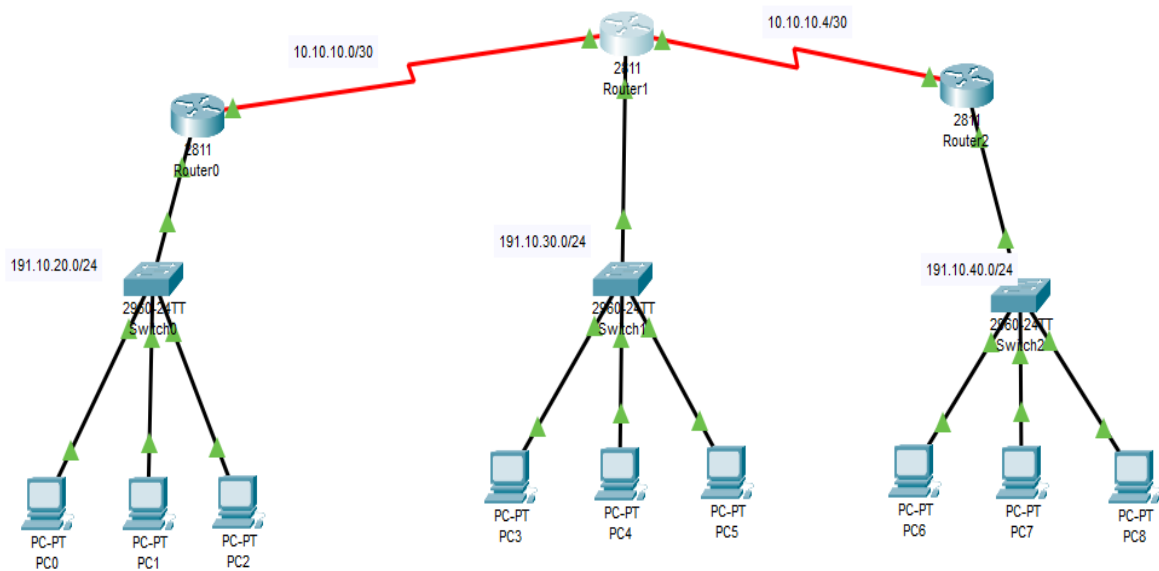 10.10.10.0/30
10.10.10.4/30
2811
Router1
2811
Router0
2811
Router2
191.10.20.0/24
191.10.30.0/24
191.10.40.0/24
2960-24TT
Switch0
2960-24TT
Switch1
2960-24TT
Switch2
PC-PT
PC0
PC-PT
PC1
PC-PT
PC2
PC-PT
PC3
PC-PT
PC4
PC-PT
PC5
PC-PT
PC6
PC-PT
PC7
PC-PT
PC8